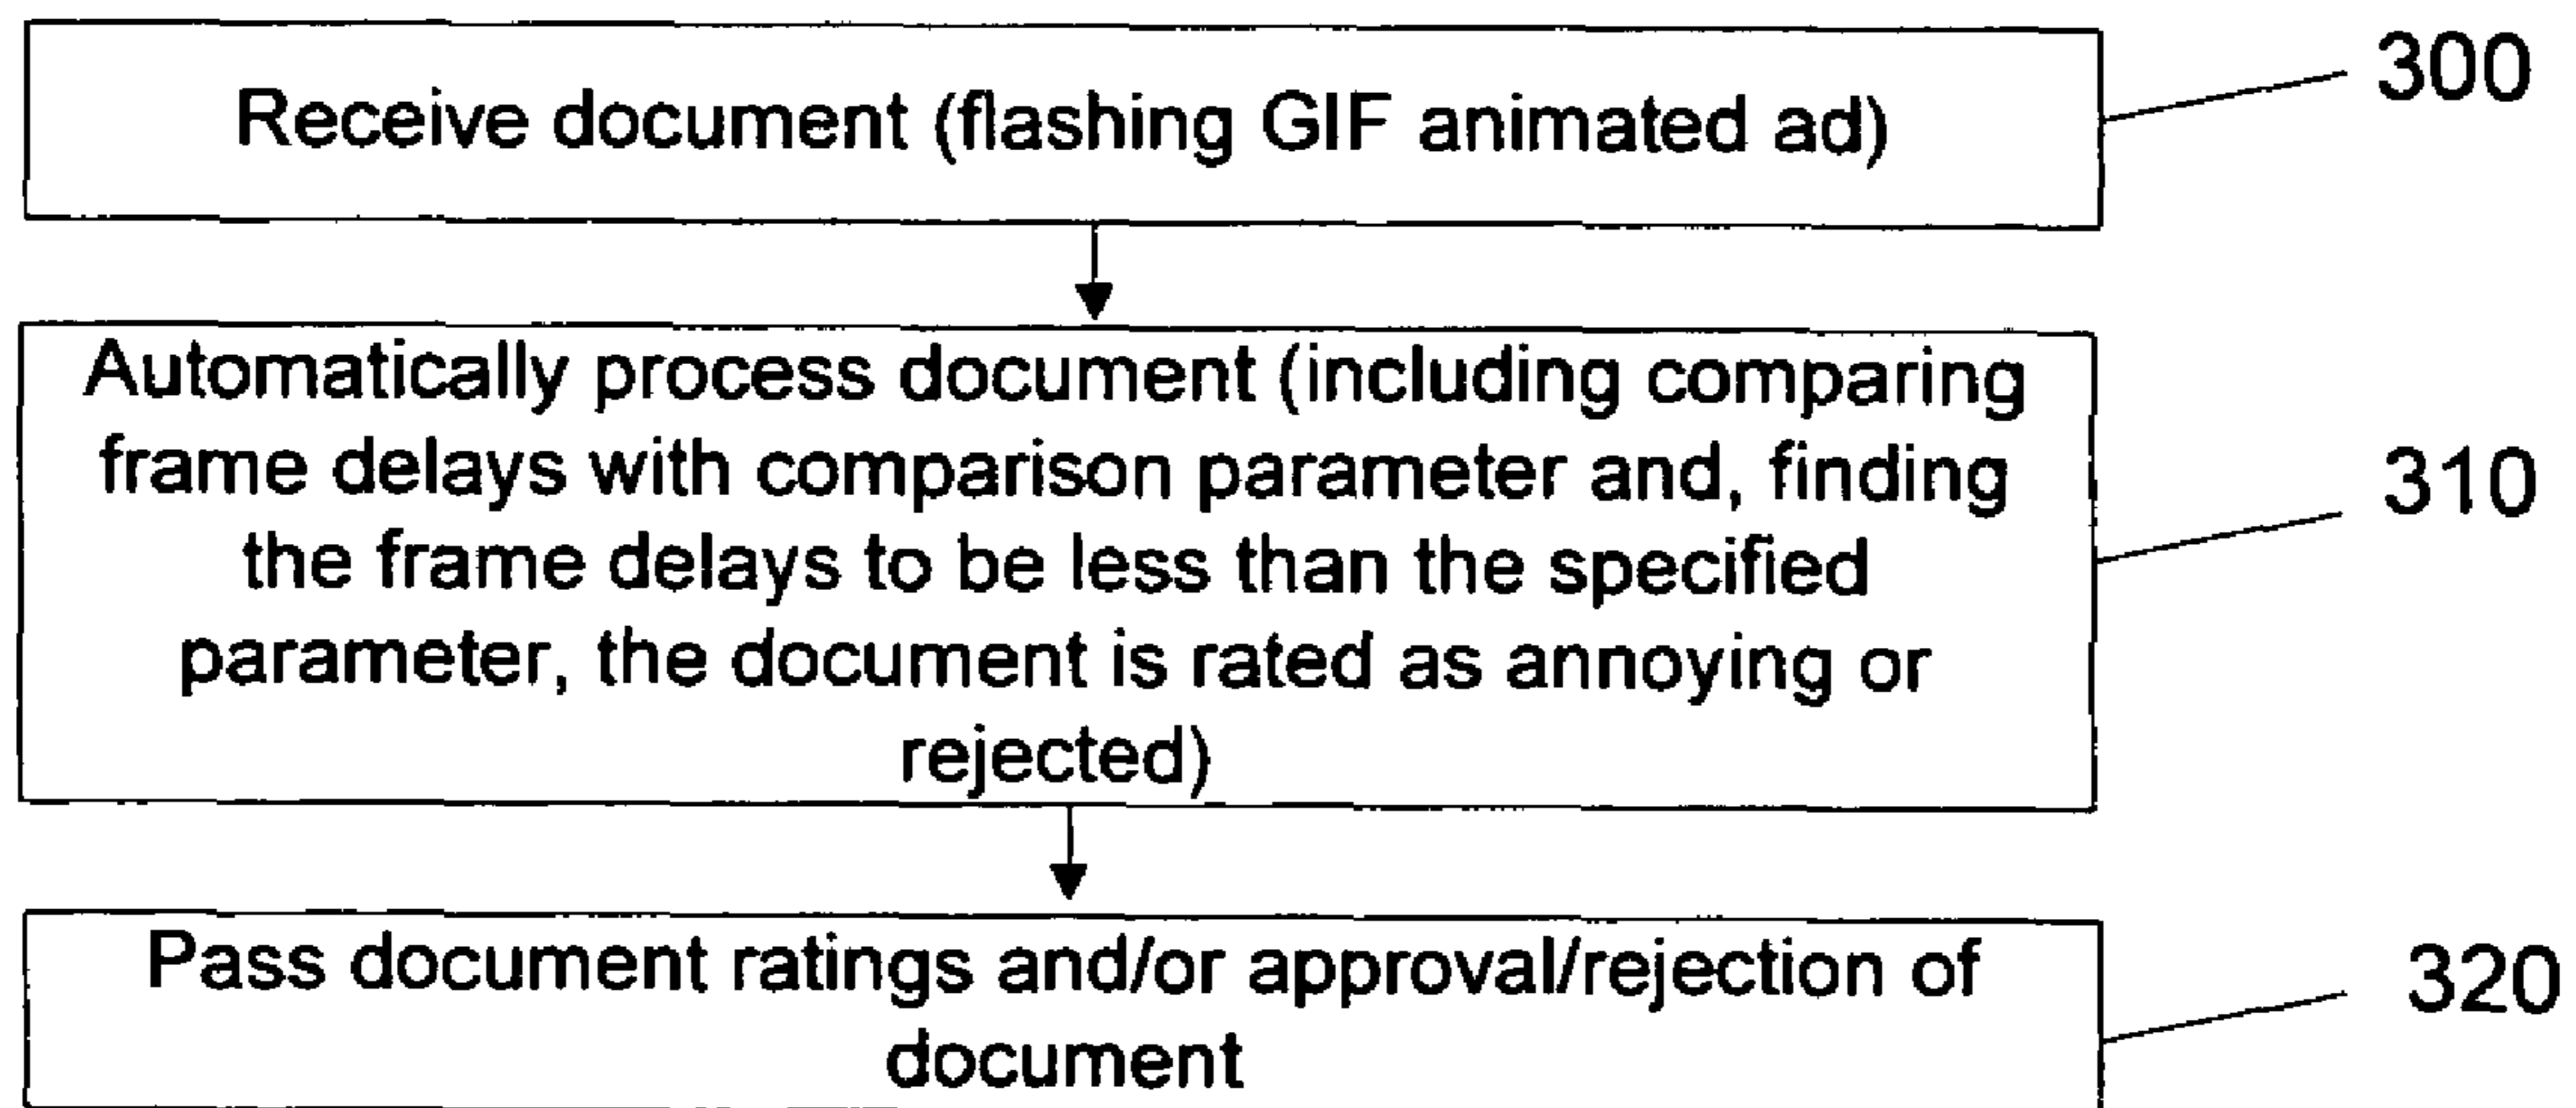 Receive document (flashing GIF animated ad)
300
Automatically process document (including comparing
frame delays with comparison parameter and, finding
the frame delays to be less than the specified
parameter, the document is rated as annoying or
rejected)
310
Pass document ratings and/or approval/rejection of
document
320